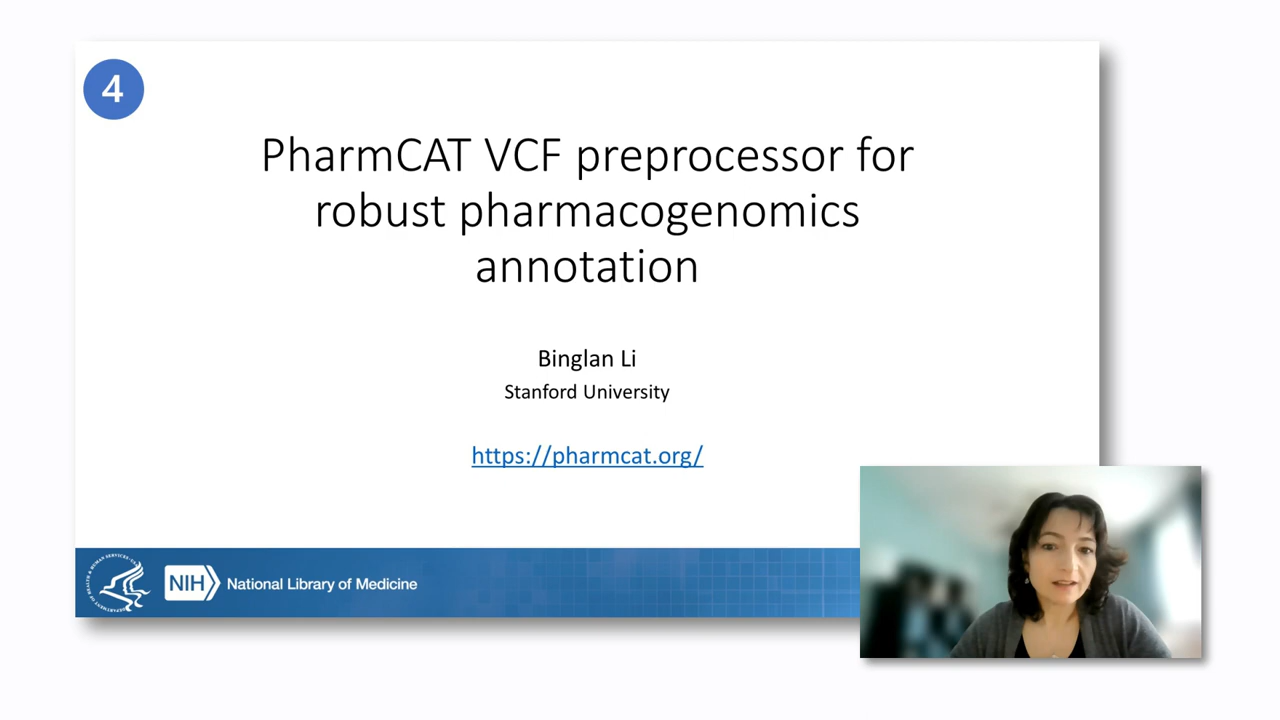 4
PharmCAT VCF preprocessor for
robust pharmacogenomics
annotation
Binglan Li
Stanford University
https://pharmcat.org/
NIH National Library of Medicine